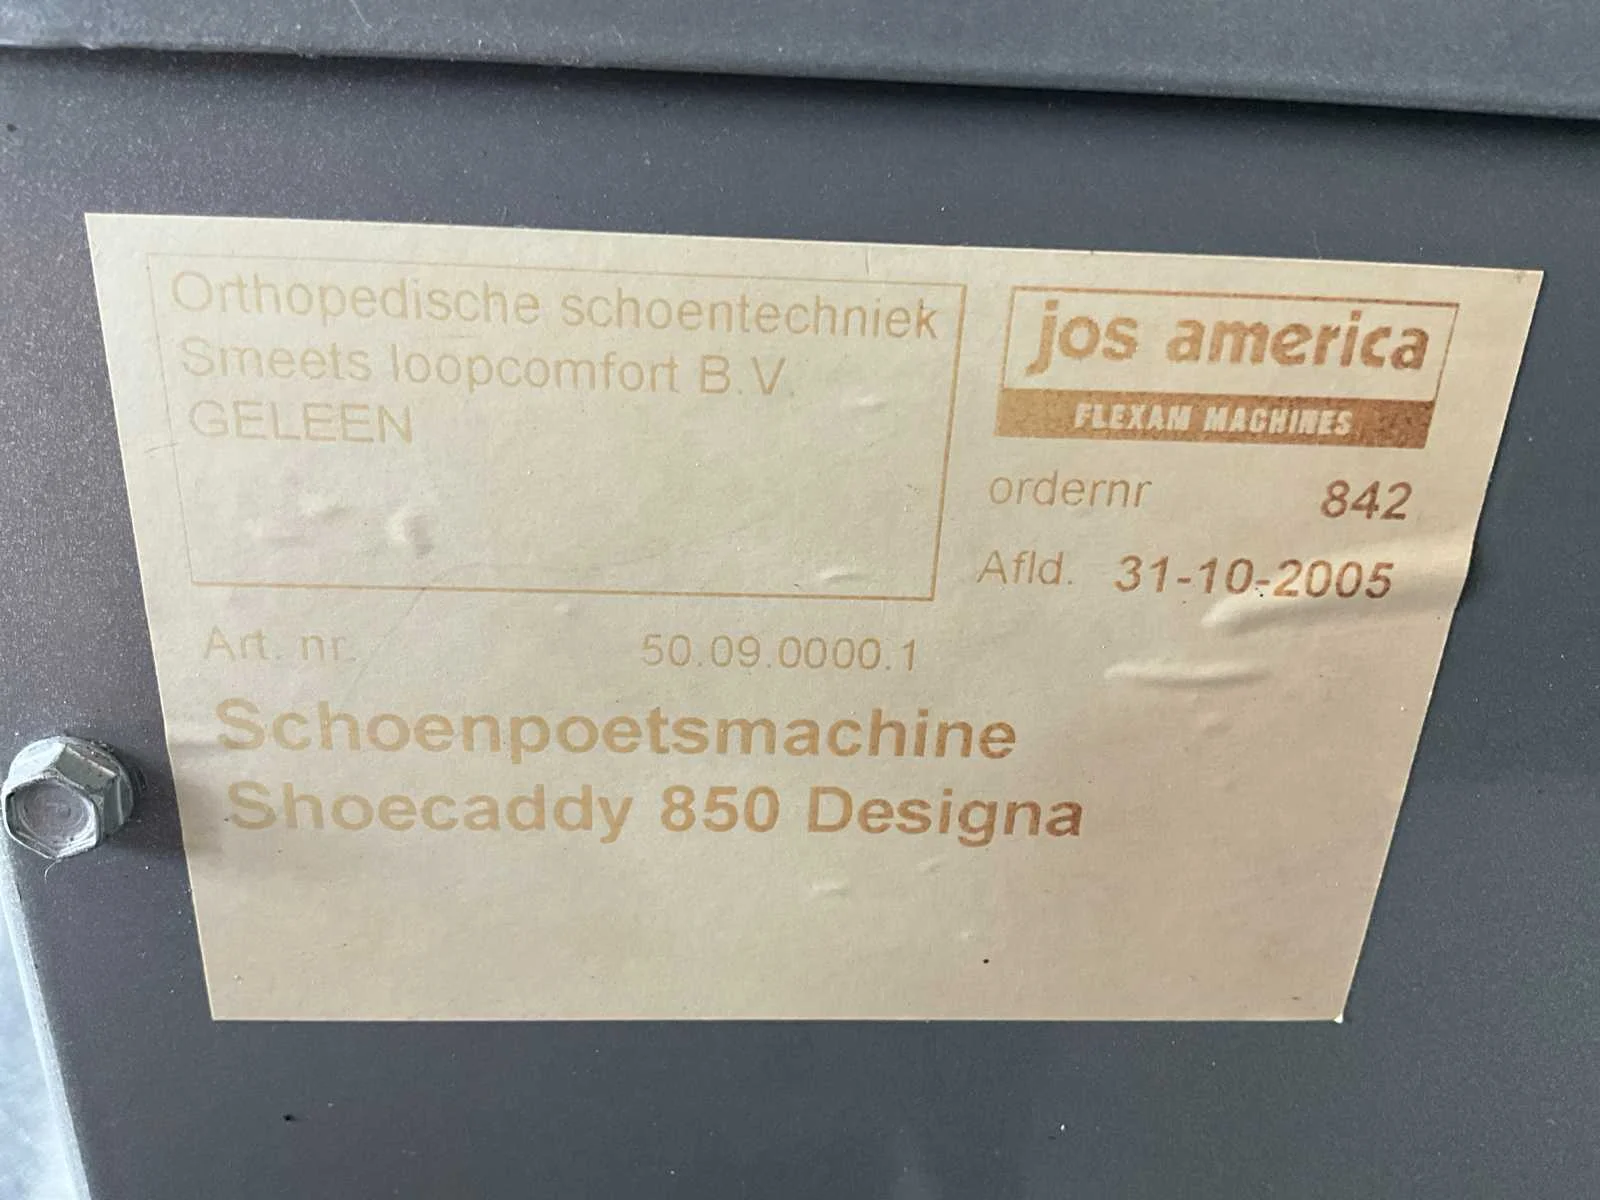 Orthopedische schoentechniek
Smeets loopcomfort B.V
GELEEN
jos america
FLEXAM MACHINES
ordernr 842
Afld. 31-10-2005
Art. nr. 50.09.0000.1
Schoenpoetsmachine
Shoecaddy 850 Designa